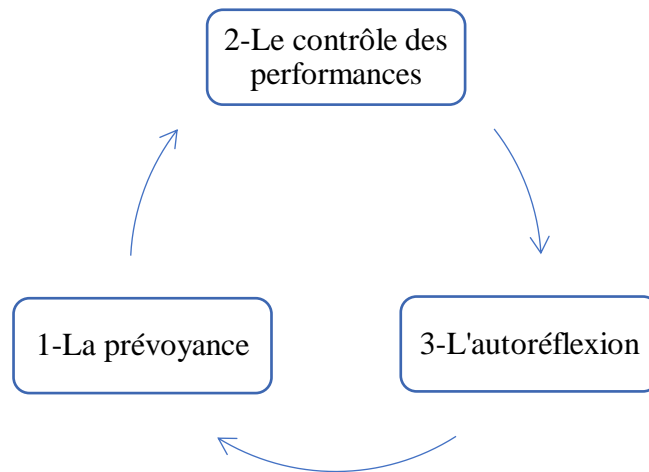 2-Le contrôle des
performances
1-La prévoyance
3-L'autoréflexion